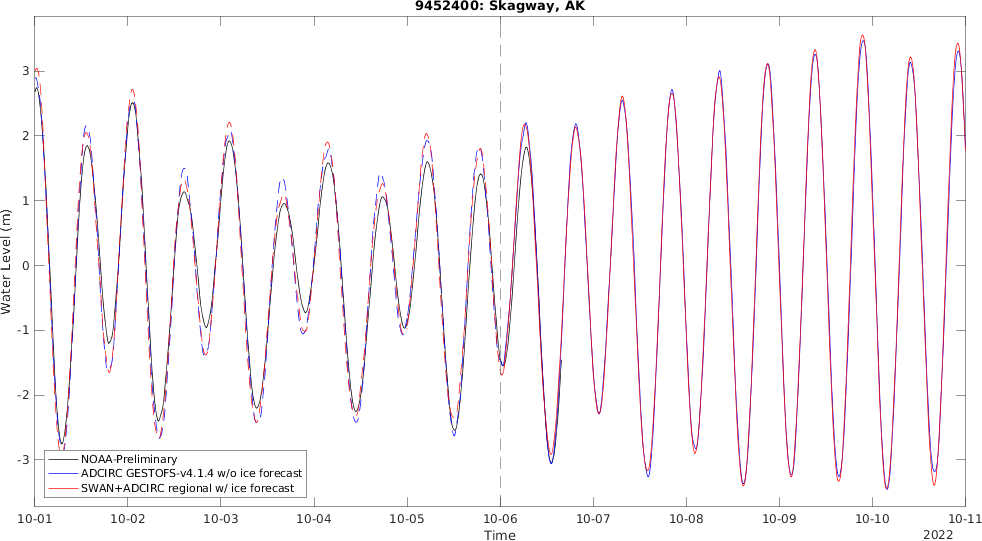 9452400: Skagway, AK
Water Level (m)
3
2
1
0
-1
-2
-3
NOAA-Preliminary
ADCIRC GESTOFS-v4.1.4 w/o ice forecast
SWAN+ADCIRC regional w/ ice forecast
10-01 10-02 10-03 10-04 10-05 10-06 10-07 10-08 10-09 10-10 10-11
Time
2022